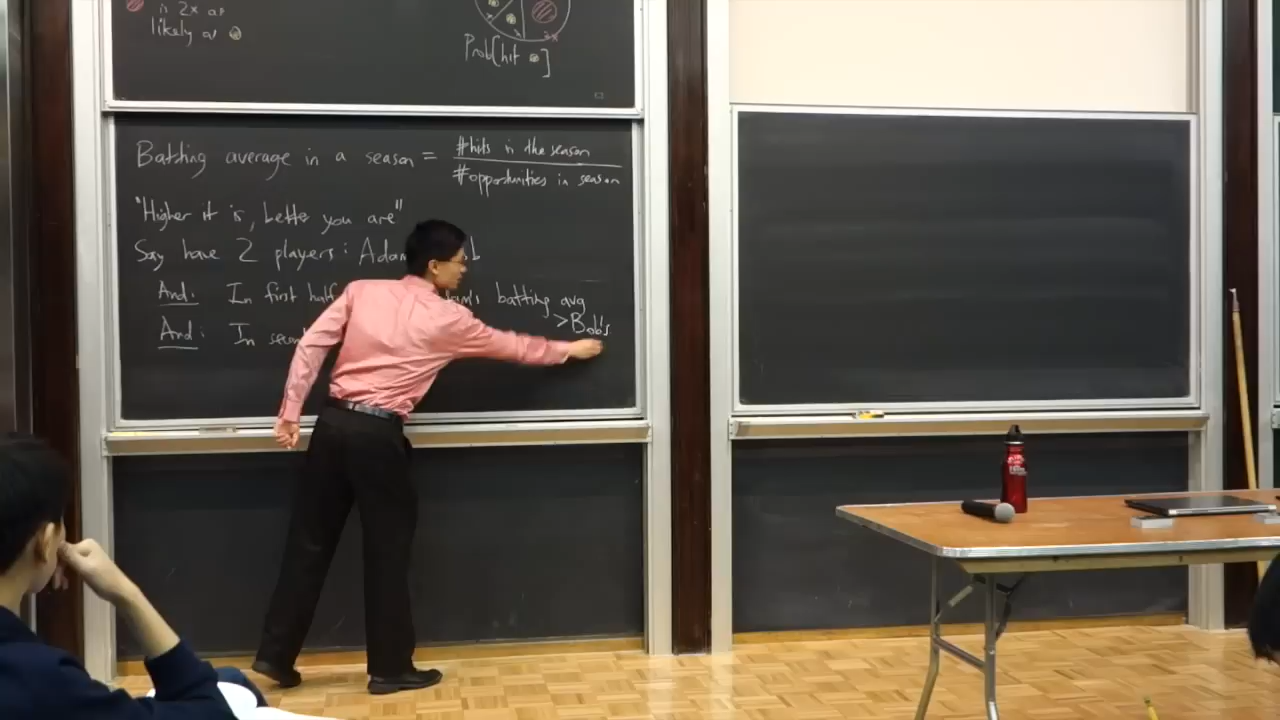 is 2x as
likely as
2x
Prob[hit ]
Batting average in a season = #hits in the season
#opportunities in season
"Higher it is, better you are"
Say have 2 players: Adam
And: In first half batting avg
> Bob's
And: In secon